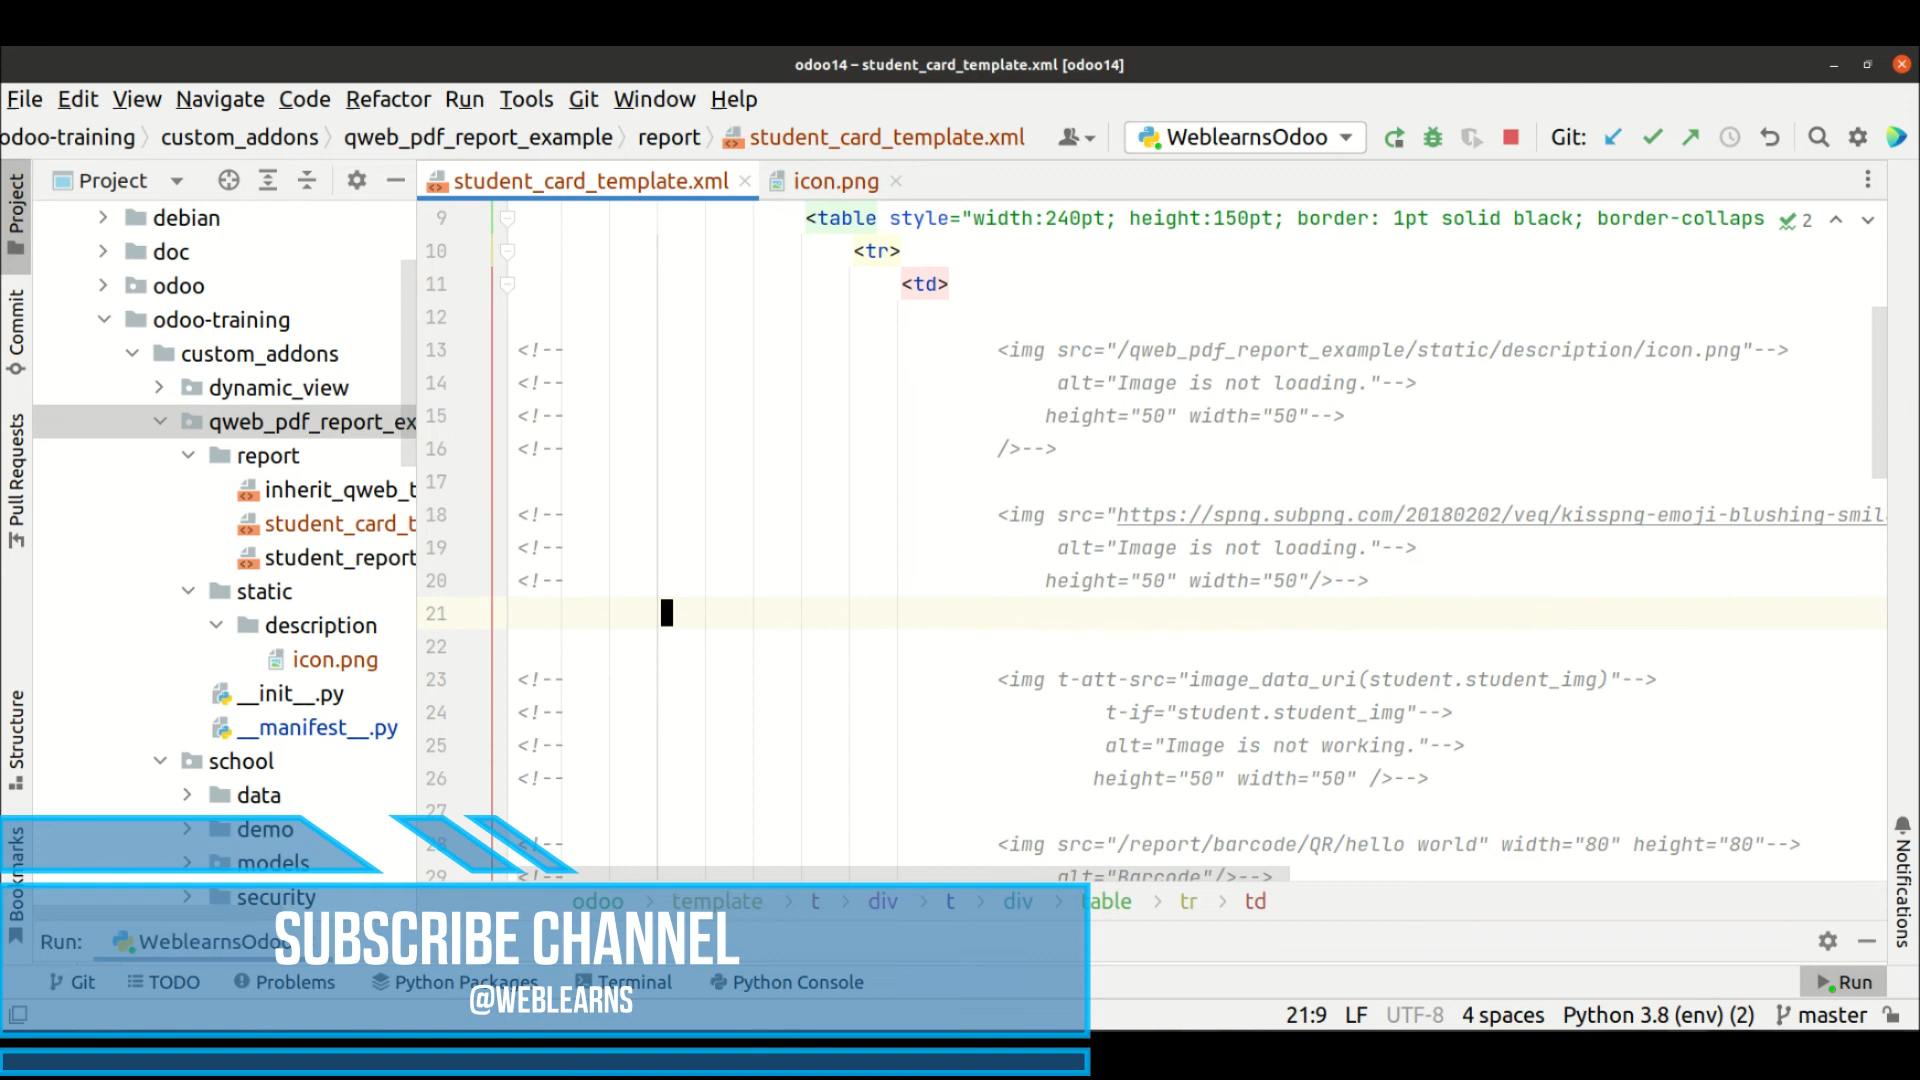 odoo14 – student_card_template.xml [odoo14]
File Edit View Navigate Code Refactor Run Tools Git Window Help
odoo-training custom_addons qweb_pdf_report_example report student_card_template.xml WeblearnsOdoo Git:
Project student_card_template.xml icon.png
Project
Commit
Pull Requests
Structure
Bookmarks
debian
doc
odoo
odoo-training
custom_addons
dynamic_view
qweb_pdf_report_ex
report
inherit_qweb_t
student_card_t
student_report
static
description
icon.png
__init__.py
__manifest__.py
school
data
demo
models
security
9 <table style="width:240pt; height:150pt; border: 1pt solid black; border-collaps 2
10 <tr>
11 <td>
12
13 <!-- <img src="/qweb_pdf_report_example/static/description/icon.png"-->
14 <!-- alt="Image is not loading."-->
15 <!-- height="50" width="50"-->
16 <!-- />-->
17
18 <!-- <img src="https://spng.subpng.com/20180202/veq/kisspng-emoji-blushing-smil
19 <!-- alt="Image is not loading."-->
20 <!-- height="50" width="50"/>-->
21
22
23 <!-- <img t-att-src="image_data_uri(student.student_img)"-->
24 <!-- t-if="student.student_img"-->
25 <!-- alt="Image is not working."-->
26 <!-- height="50" width="50" />-->
27
28 <!-- <img src="/report/barcode/QR/hello world" width="80" height="80"-->
29 <!-- alt="Barcode"/>-->
odoo template t div t div table tr td
Notifications
Run: WeblearnsOdoo
SUBSCRIBE CHANNEL
@WEBLEARNS
Git TODO Problems Python Packages Terminal Python Console Run
21:9 LF UTF-8 4 spaces Python 3.8 (env) (2) master